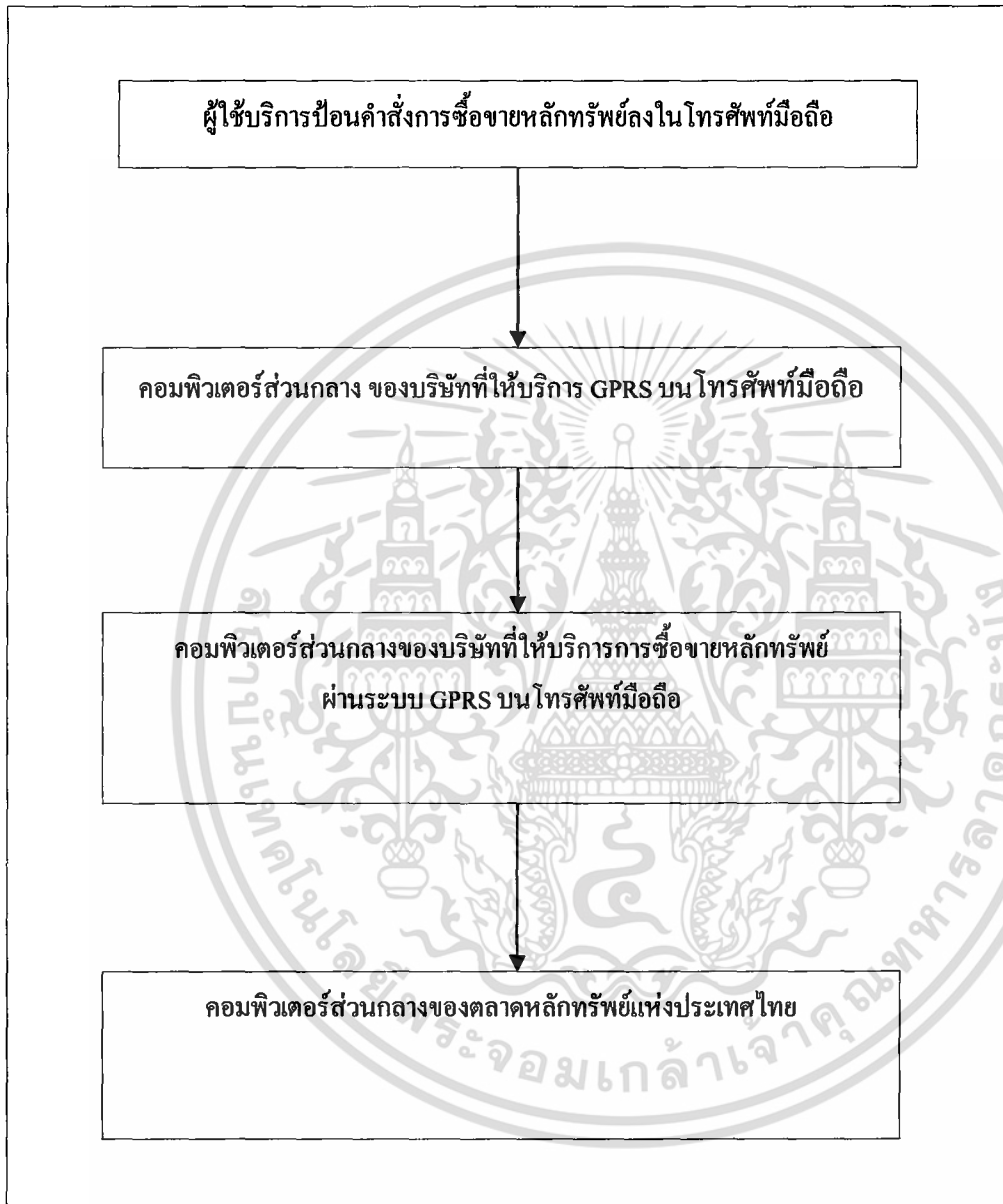 ผู้ใช้บริการป้อนคำสั่งการซื้อขายหลักทรัพย์ลงในโทรศัพท์มือถือ
คอมพิวเตอร์ส่วนกลาง ของบริษัทที่ให้บริการ GPRS บนโทรศัพท์มือถือ
คอมพิวเตอร์ส่วนกลางของบริษัทที่ให้บริการการซื้อขายหลักทรัพย์
ผ่านระบบ GPRS บนโทรศัพท์มือถือ
คอมพิวเตอร์ส่วนกลางของตลาดหลักทรัพย์แห่งประเทศไทย